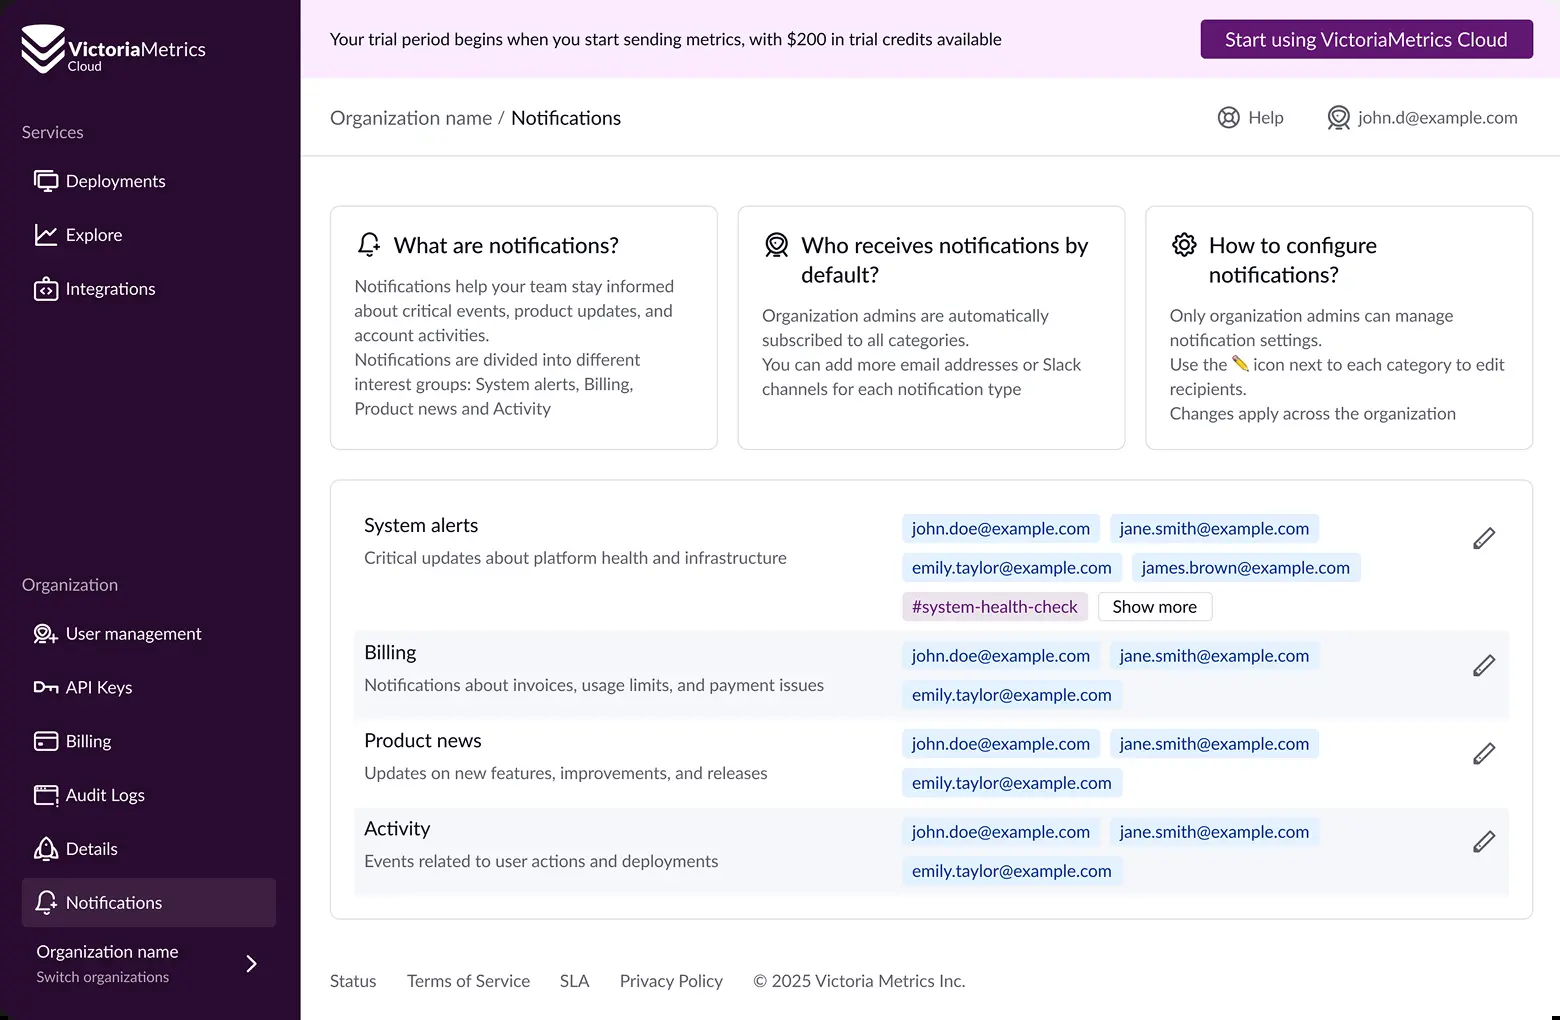 VictoriaMetrics
Cloud
Services
Deployments
Explore
Integrations
Organization
User management
API Keys
Billing
Audit Logs
Details
Notifications
Organization name
Switch organizations
Your trial period begins when you start sending metrics, with $200 in trial credits available
Start using VictoriaMetrics Cloud
Organization name / Notifications
Help
john.d@example.com
What are notifications?
Notifications help your team stay informed
about critical events, product updates, and
account activities.
Notifications are divided into different
interest groups: System alerts, Billing,
Product news and Activity
Who receives notifications by
default?
Organization admins are automatically
subscribed to all categories.
You can add more email addresses or Slack
channels for each notification type
How to configure
notifications?
Only organization admins can manage
notification settings.
Use the ✏️ icon next to each category to edit
recipients.
Changes apply across the organization
System alerts
Critical updates about platform health and infrastructure
john.doe@example.com jane.smith@example.com
emily.taylor@example.com james.brown@example.com
#system-health-check Show more
Billing
Notifications about invoices, usage limits, and payment issues
john.doe@example.com jane.smith@example.com
emily.taylor@example.com
Product news
Updates on new features, improvements, and releases
john.doe@example.com jane.smith@example.com
emily.taylor@example.com
Activity
Events related to user actions and deployments
john.doe@example.com jane.smith@example.com
emily.taylor@example.com
Status Terms of Service SLA Privacy Policy © 2025 Victoria Metrics Inc.